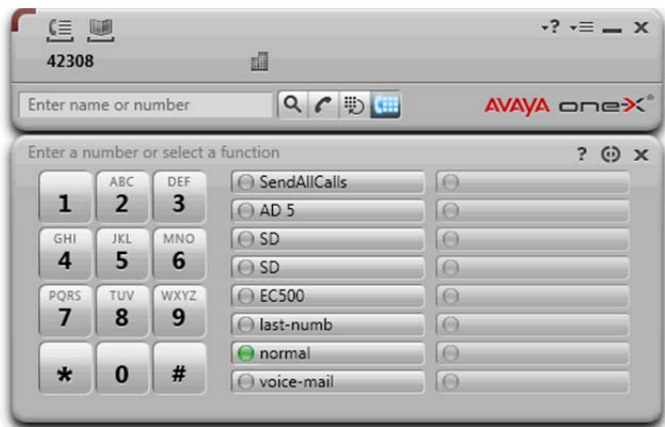 42308
Enter name or number
AVAYA one-X®
Enter a number or select a function
?
1
ABC 2
DEF 3
GHI 4
JKL 5
MNO 6
PQRS 7
TUV 8
WXYZ 9
*
0
#
SendAllCalls
AD 5
SD
SD
EC500
last-numb
normal
voice-mail